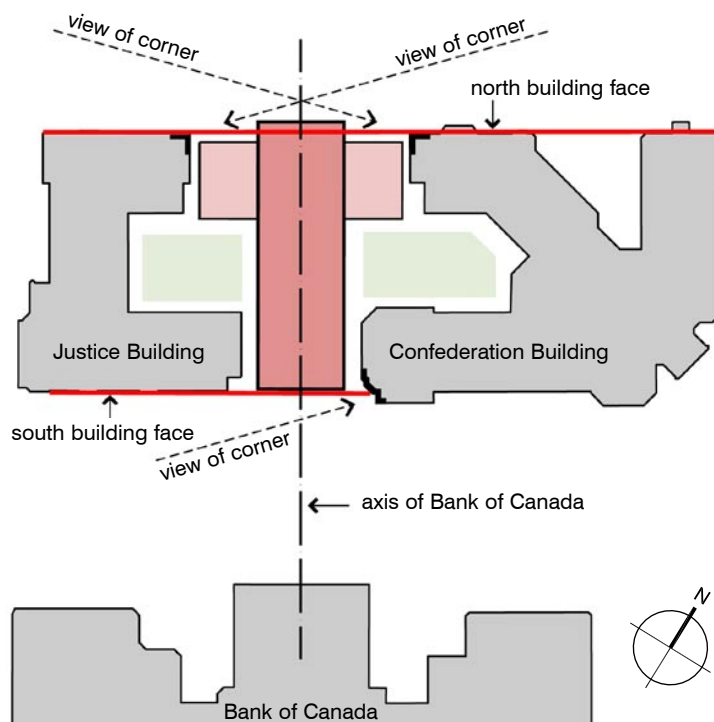 view of corner
view of corner
north building face
Justice Building
Confederation Building
south building face
view of corner
axis of Bank of Canada
N
Bank of Canada